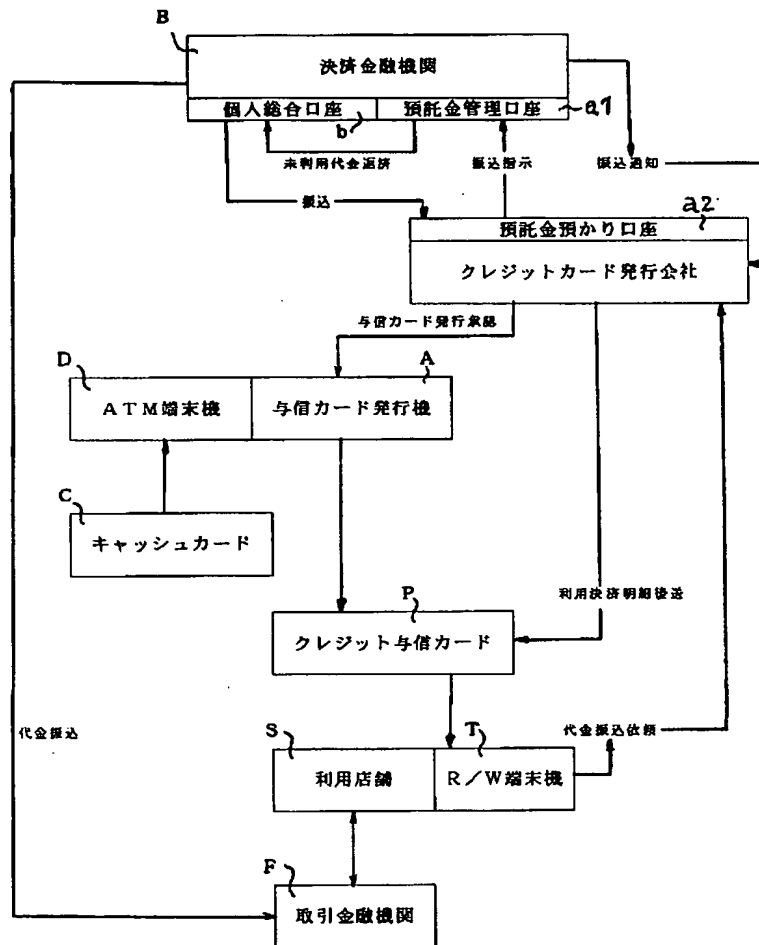 B
決済金融機関
個人総合口座
預託金管理口座
a1
b
未利用代金返済
振込指示
振込通知
振込
a2
預託金預かり口座
クレジットカード発行会社
与信カード発行承認
D
A
ATM端末機
与信カード発行機
C
キャッシュカード
利用決済明細後送
P
クレジット与信カード
代金振込
S
T
代金振込依頼
利用店舗
R/W端末機
F
取引金融機関